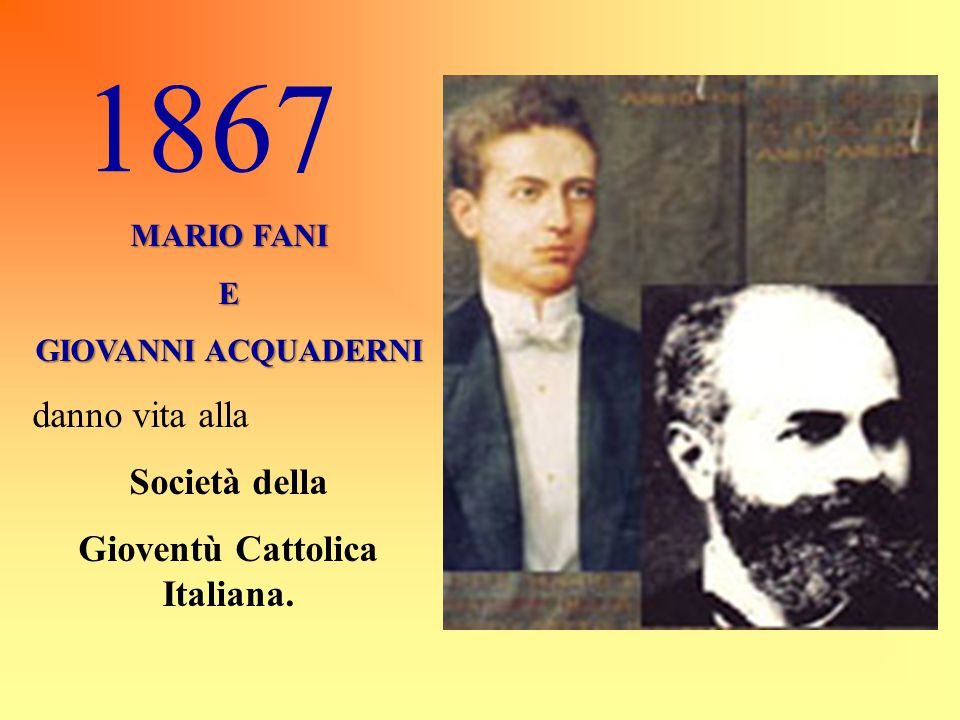 1867
MARIO FANI
E
GIOVANNI ACQUADERNI
danno vita alla
Società della
Gioventù Cattolica
Italiana.